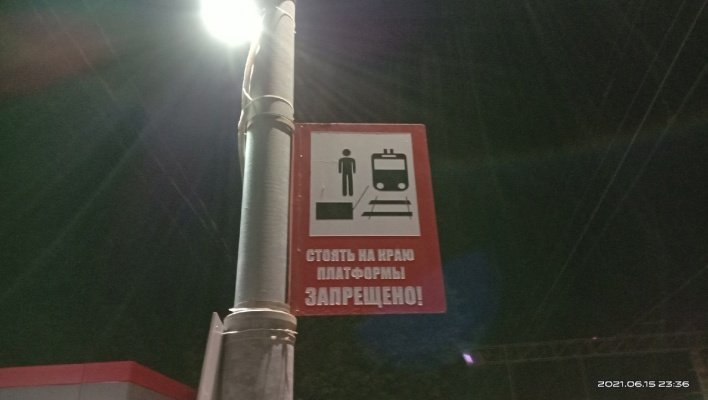 СТОЯТЬ НА КРАЮ
ПЛАТФОРМЫ
ЗАПРЕЩЕНО!
2021.06.15 23:36